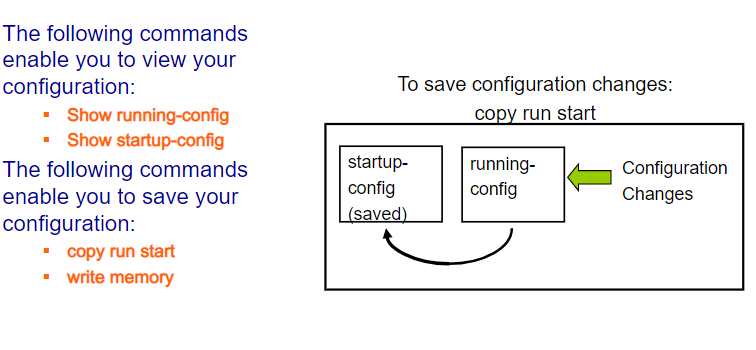 The following commands
enable you to view your
configuration:
▪ Show running-config
▪ Show startup-config
The following commands
enable you to save your
configuration:
▪ copy run start
▪ write memory
To save configuration changes:
copy run start
startup-
config
(saved)
running-
config
Configuration
Changes